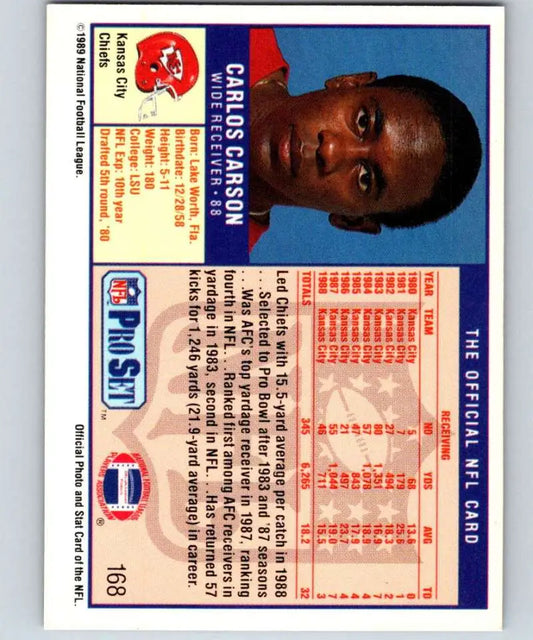 THE OFFICIAL NFL CARD
CARLOS CARSON
WIDE RECEIVER • 88
Kansas City
Chiefs
Born: Lake Worth, Fla.
Birthdate: 12/28/58
Height: 5-11
Weight: 180
College: LSU
NFL Exp: 10th year
Drafted 5th round, '80
RECEIVING
YEAR TEAM NO YDS AVG TD
1980 Kansas City 5 68 13.6 0
1981 Kansas City 7 179 25.6
1982 Kansas City 27 494 18.3
1983 Kansas City 80 1,351 16.9 7
1984 Kansas City 57 1,078 18.9 4
1985 Kansas City 47 843 17.9 4
1986 Kansas City 21 497 23.7 4
1987 Kansas City 55 1,044 19.0 7
1988 Kansas City 46 711 15.5
TOTALS 345 6,265 18.2 32
Led Chiefs with 15.5-yard average per catch in 1988
. . . Selected to Pro Bowl after 1983 and '87 seasons
. . . Was AFC's top yardage receiver in 1987, ranking
fourth in NFL . . . Ranked first among AFC receivers in
yardage in 1983, second in NFL . . . Has returned 57
kicks for 1,246 yards (21.9-yard average) in career.
NFL PRO SET ™
®
168
©1989 National Football League.
Official Photo and Stat Card of the NFL.